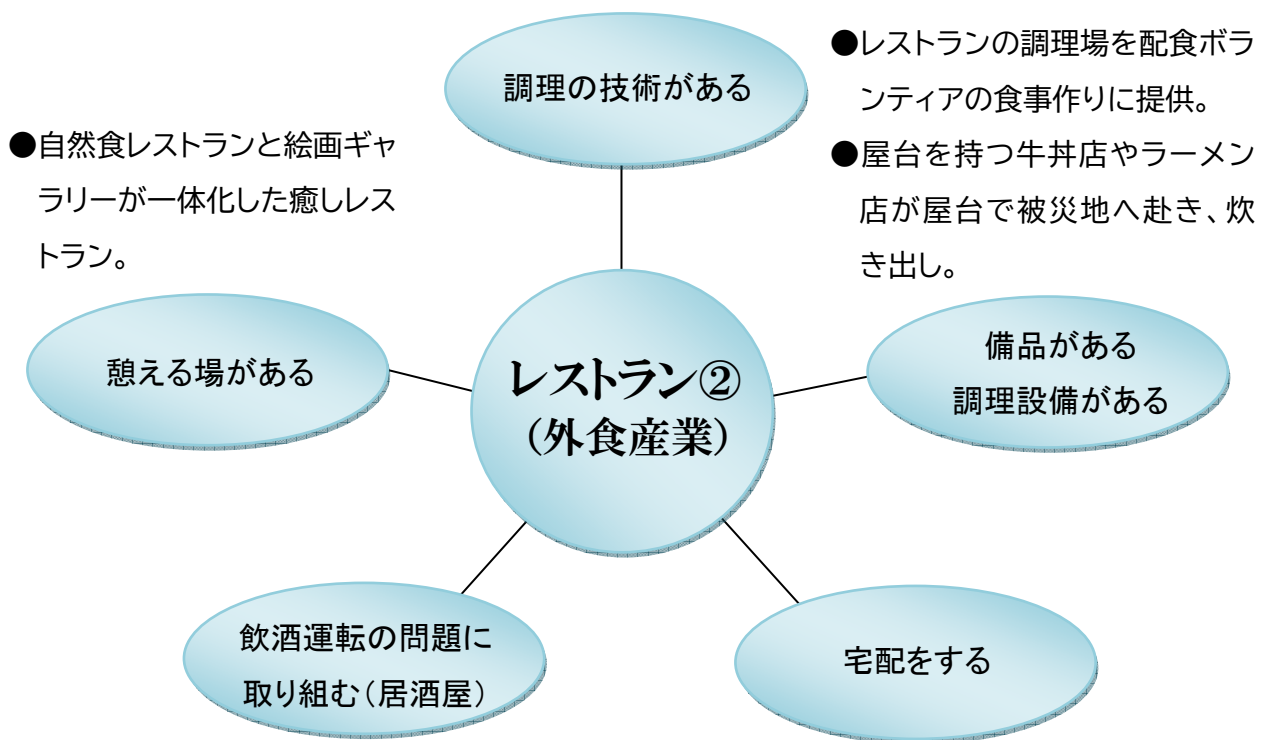 調理の技術がある
●レストランの調理場を配食ボラ
ンティアの食事作りに提供。
●屋台を持つ牛丼店やラーメン
店が屋台で被災地へ赴き、炊
き出し。
●自然食レストランと絵画ギャ
ラリーが一体化した癒しレス
トラン。
憩える場がある
レストラン②
（外食産業）
備品がある
調理設備がある
飲酒運転の問題に
取り組む（居酒屋）
宅配をする